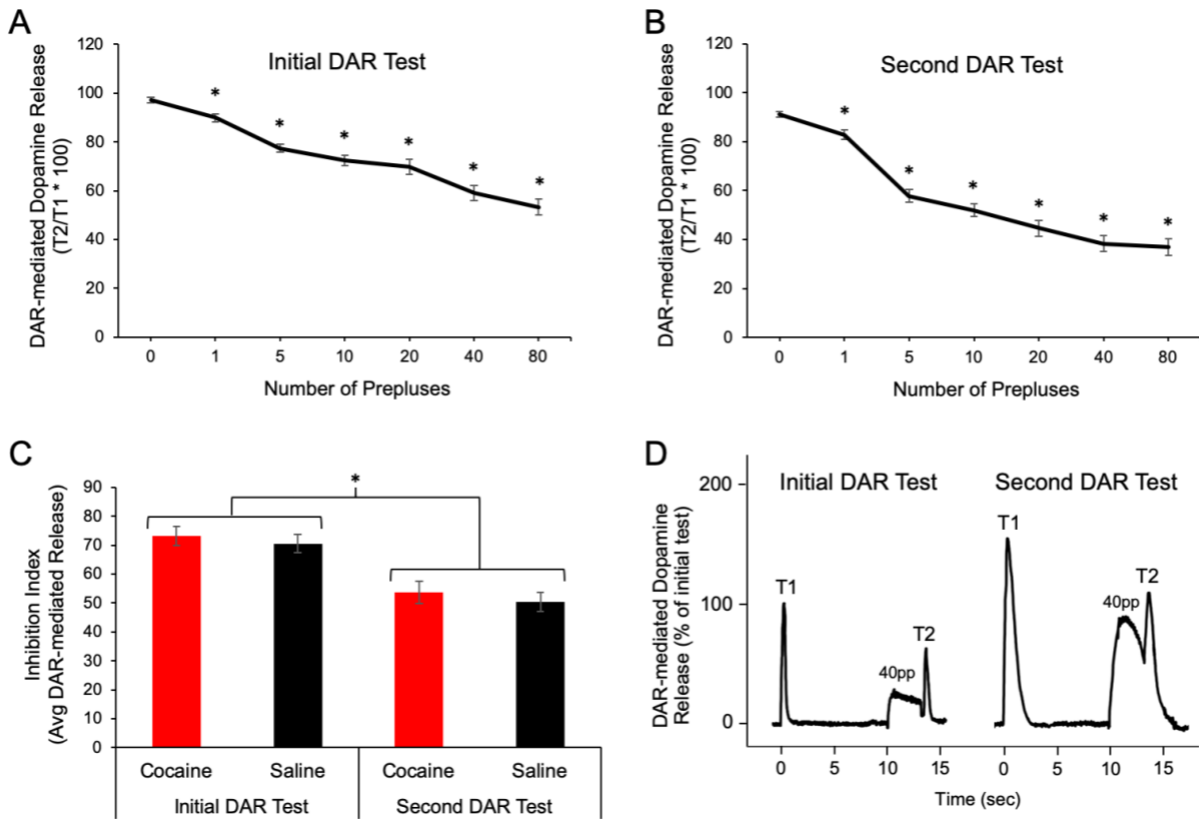 A
Initial DAR Test
DAR-mediated Dopamine Release
(T2/T1 * 100)
120
100
80
60
40
20
0
* * * * * *
0 1 5 10 20 40 80
Number of Prepluses
B
Second DAR Test
DAR-mediated Dopamine Release
(T2/T1 * 100)
120
100
80
60
40
20
0
* * * * * *
0 1 5 10 20 40 80
Number of Prepluses
C
Inhibition Index
(Avg DAR-mediated Release)
90
80
70
60
50
40
30
20
10
0
*
Cocaine Saline Cocaine Saline
Initial DAR Test Second DAR Test
D
Initial DAR Test Second DAR Test
DAR-mediated Dopamine
Release (% of initial test)
200
100
0
T1 40pp T2 T1 40pp T2
0 5 10 15 0 5 10 15
Time (sec)